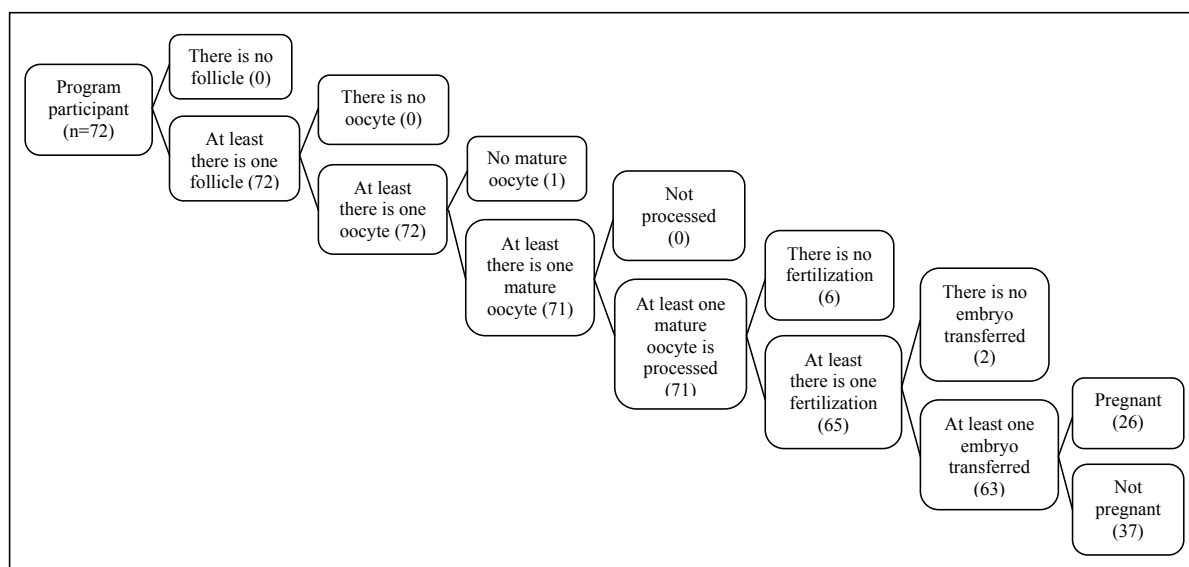 Program
participant
(n=72)
There is no
follicle (0)
At least
there is one
follicle (72)
There is no
oocyte (0)
At least
there is one
oocyte (72)
No mature
oocyte (1)
At least
there is one
mature
oocyte (71)
Not
processed
(0)
At least one
mature
oocyte is
processed
(71)
There is no
fertilization
(6)
At least
there is one
fertilization
(65)
There is no
embryo
transferred
(2)
At least one
embryo
transferred
(63)
Pregnant
(26)
Not
pregnant
(37)